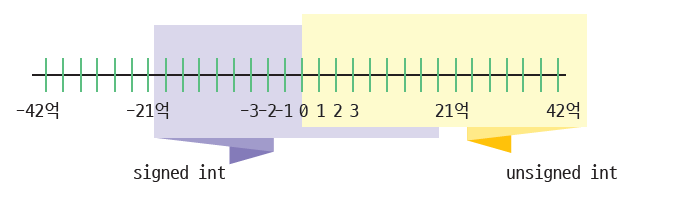 -42억 -21억 -3-2-1 0 1 2 3 21억 42억
signed int unsigned int